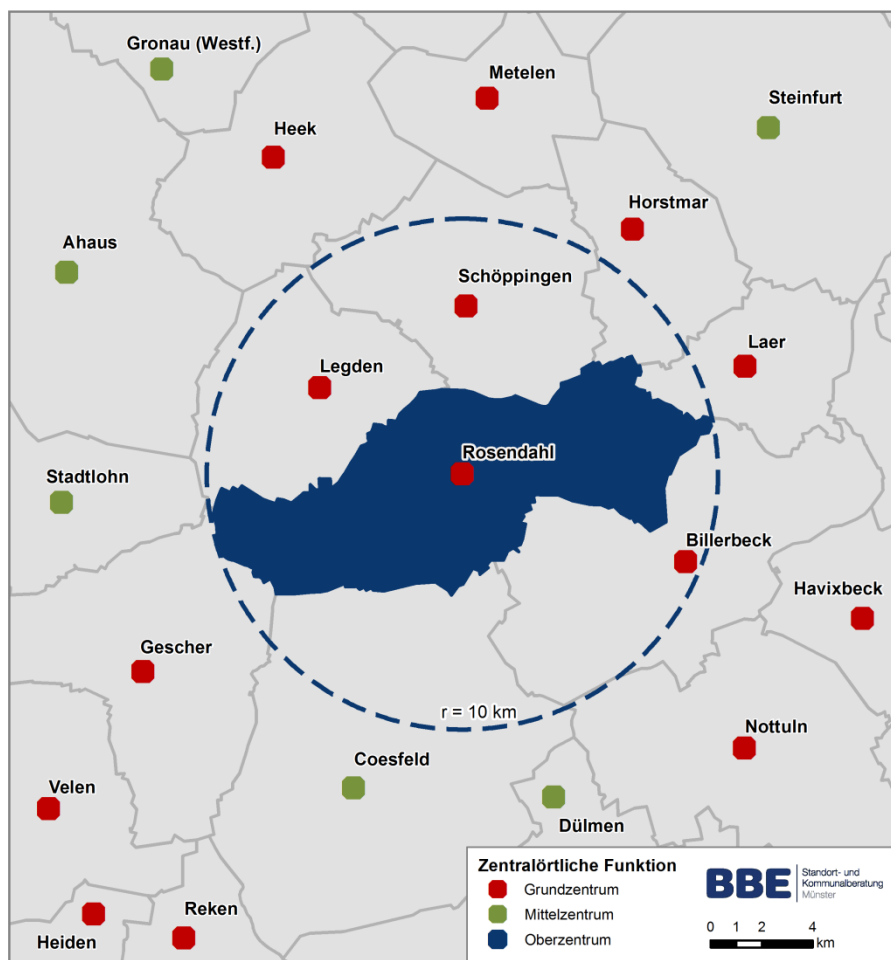 Gronau (Westf.)
Metelen
Steinfurt
Heek
Horstmar
Ahaus
Schöppingen
Laer
Legden
Rosendahl
Stadtlohn
Billerbeck
Havixbeck
Gescher
r = 10 km
Nottuln
Coesfeld
Velen
Dülmen
Reken
Heiden
Zentralörtliche Funktion
Grundzentrum
Mittelzentrum
Oberzentrum
BBE
Standort- und
Kommunalberatung
Münster
0 1 2 4
km